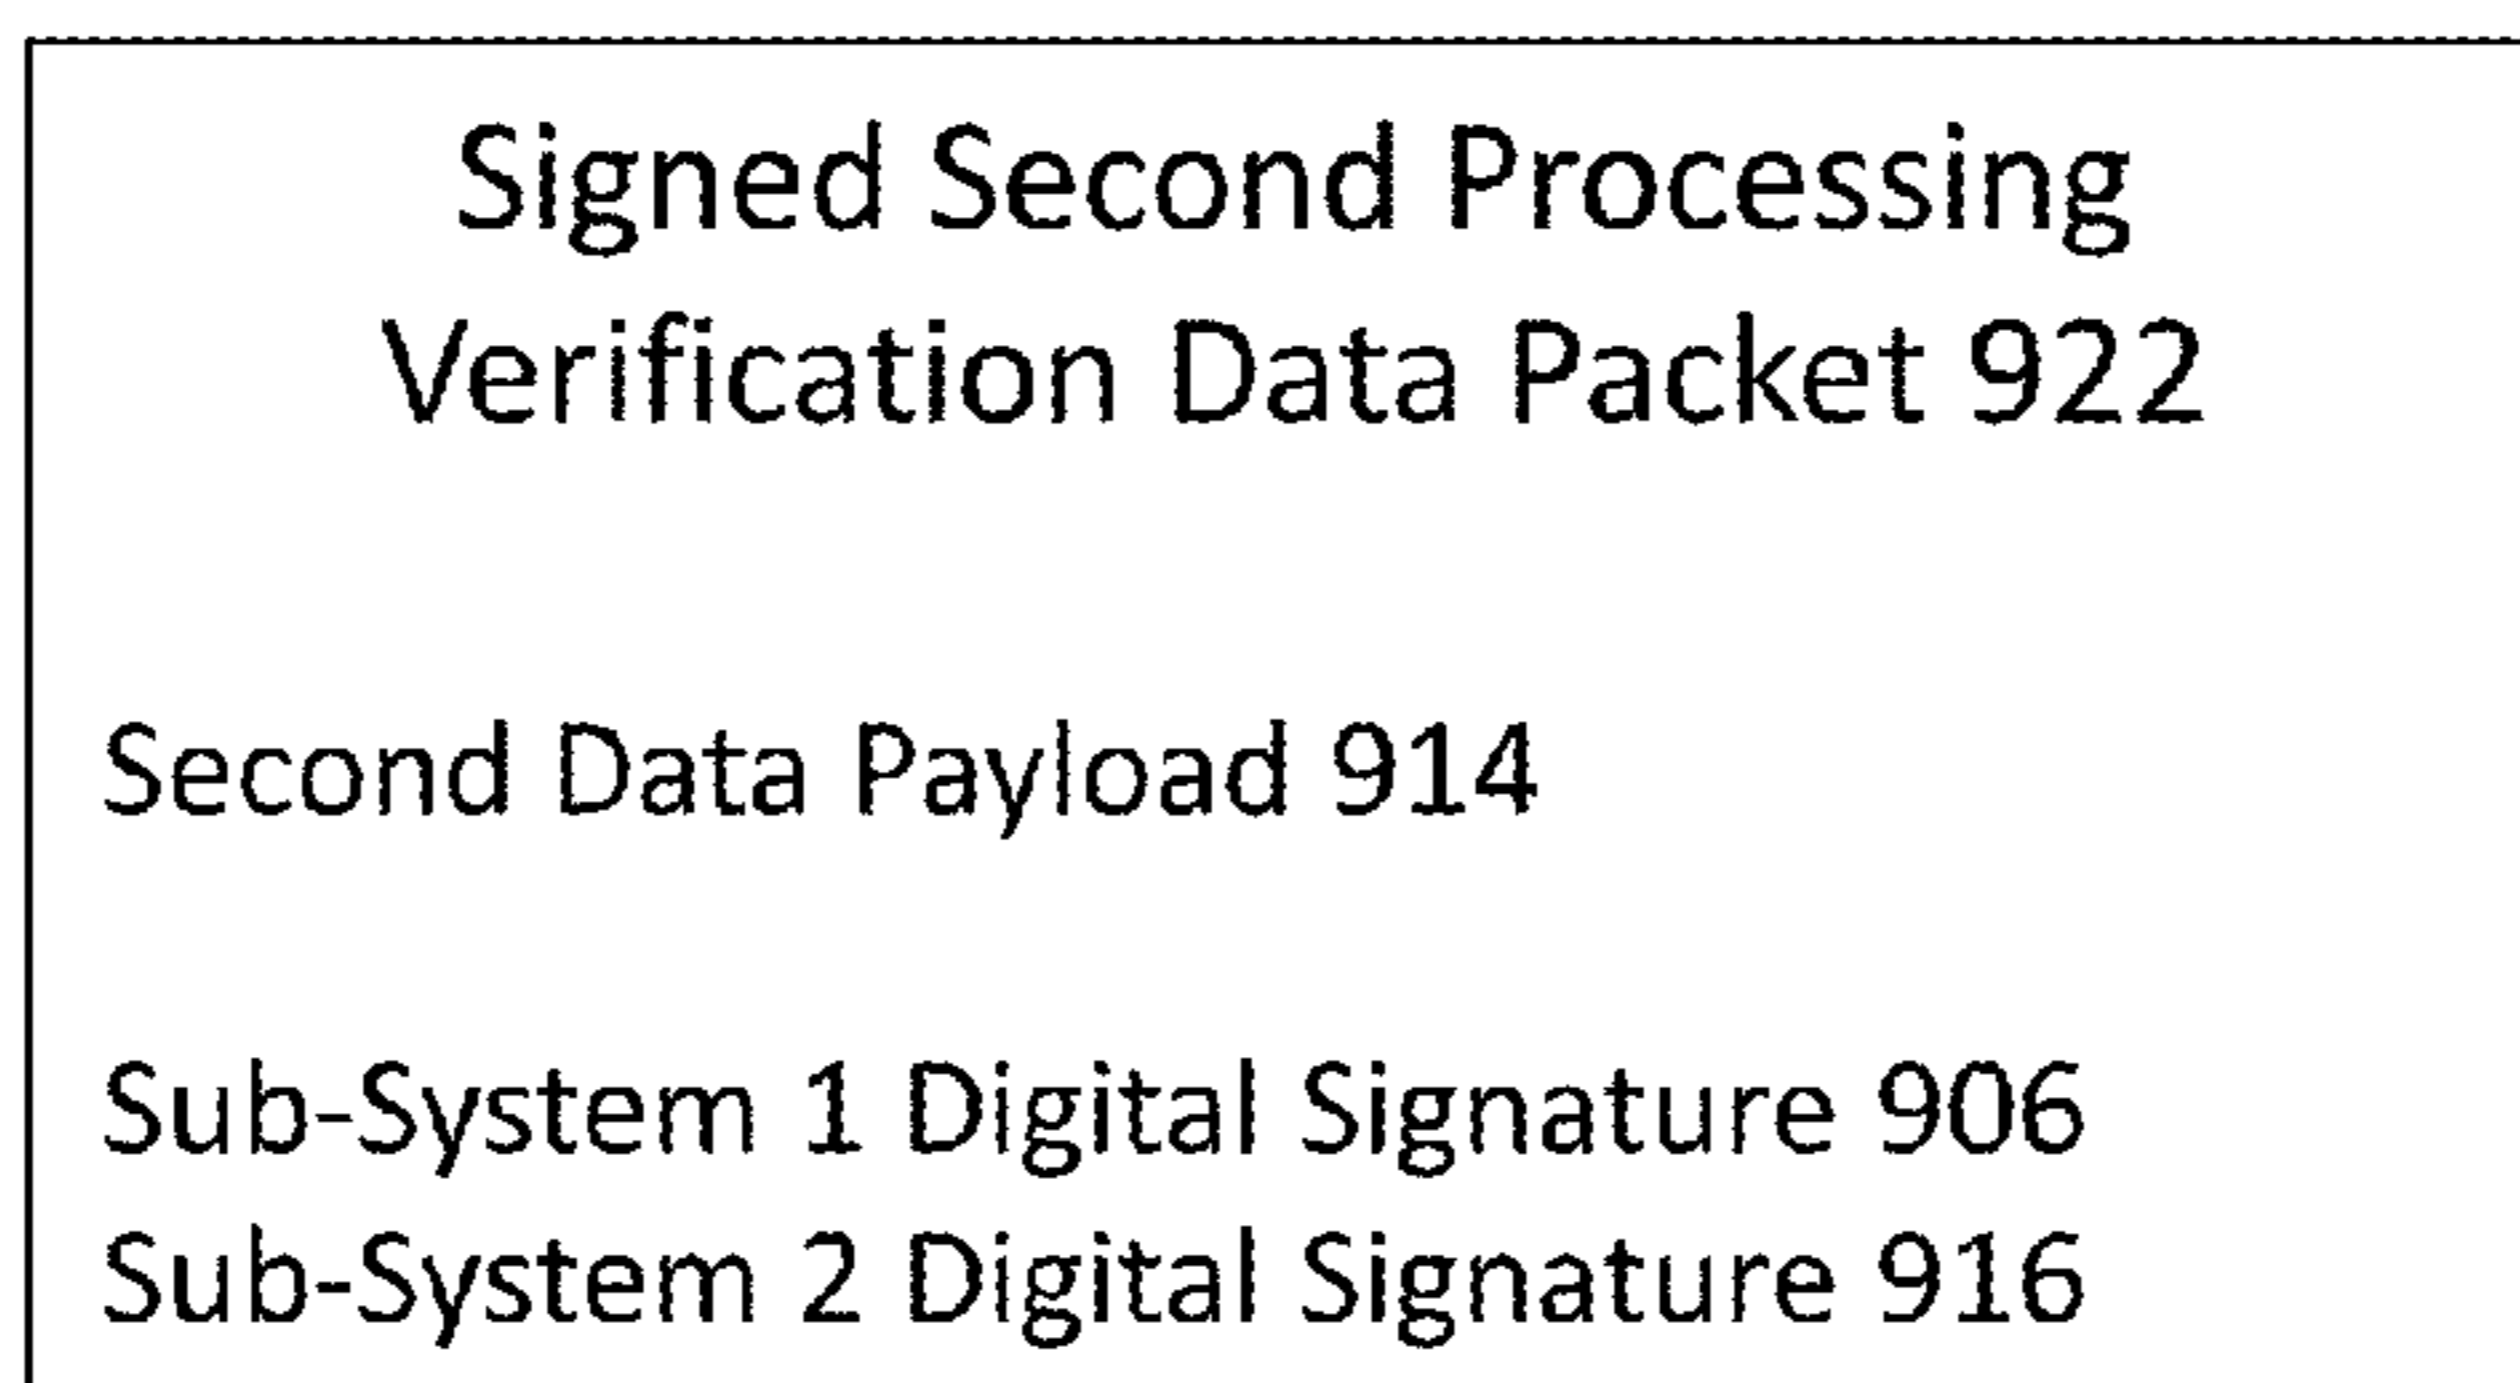 Signed Second Processing
Verification Data Packet 922
Second Data Payload 914
Sub-System 1 Digital Signature 906
Sub-System 2 Digital Signature 916